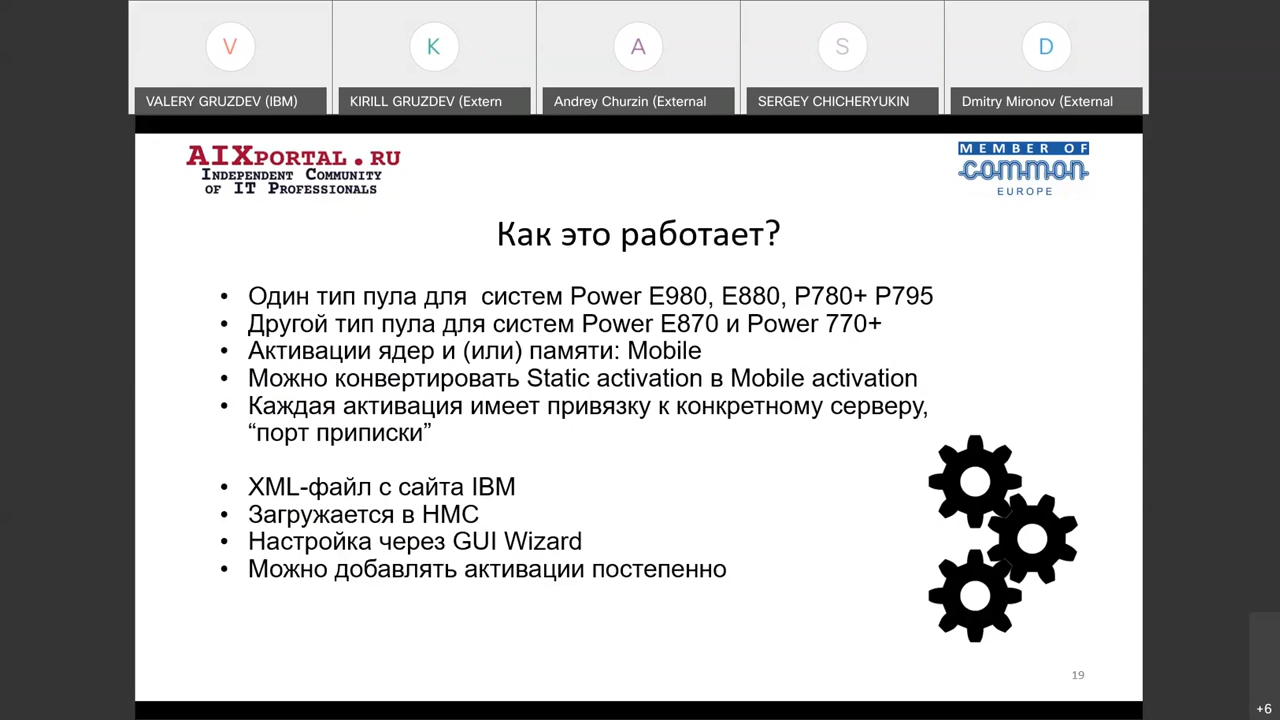 V
K
A
S
D
VALERY GRUZDEV (IBM)
KIRILL GRUZDEV (Extern
Andrey Churzin (External
SERGEY CHICHERYUKIN
Dmitry Mironov (External
AIXPORTAL.RU
INDEPENDENT COMMUNITY
OF IT PROFESSIONALS
MEMBER OF
common
EUROPE
Как это работает?
• Один тип пула для систем Power E980, E880, P780+ P795
• Другой тип пула для систем Power E870 и Power 770+
• Активации ядер и (или) памяти: Mobile
• Можно конвертировать Static activation в Mobile activation
• Каждая активация имеет привязку к конкретному серверу,
“порт приписки”
• XML-файл с сайта IBM
• Загружается в HMC
• Настройка через GUI Wizard
• Можно добавлять активации постепенно
19
+6